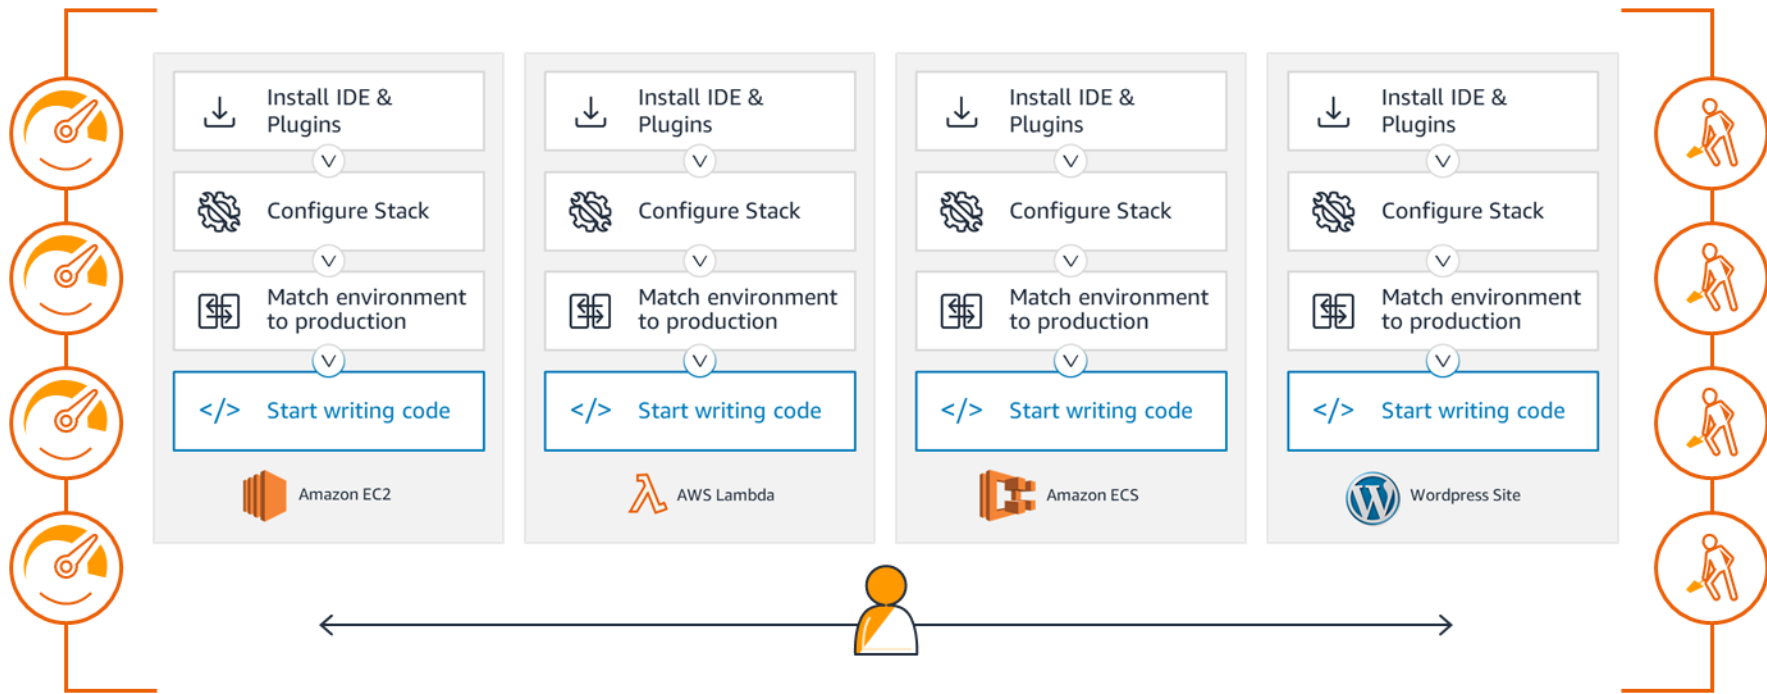 Install IDE &
Plugins
Configure Stack
Match environment
to production
</> Start writing code
Amazon EC2
Install IDE &
Plugins
Configure Stack
Match environment
to production
</> Start writing code
AWS Lambda
Install IDE &
Plugins
Configure Stack
Match environment
to production
</> Start writing code
Amazon ECS
Install IDE &
Plugins
Configure Stack
Match environment
to production
</> Start writing code
Wordpress Site